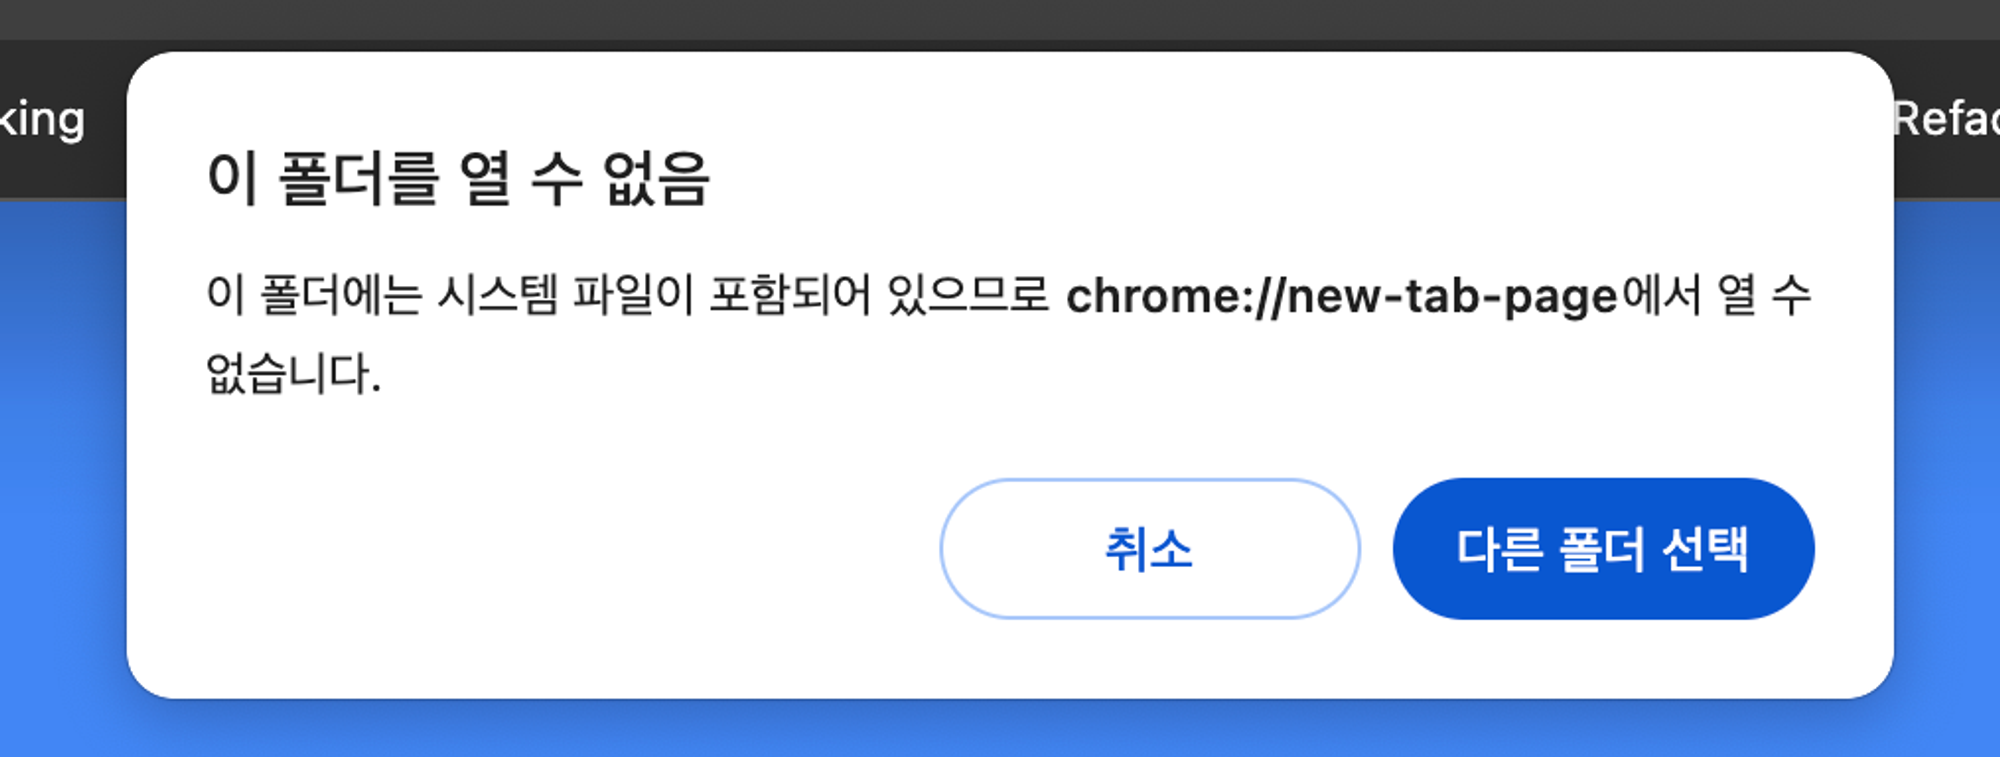 king
Refac
이 폴더를 열 수 없음
이 폴더에는 시스템 파일이 포함되어 있으므로 chrome://new-tab-page에서 열 수
없습니다.
취소
다른 폴더 선택